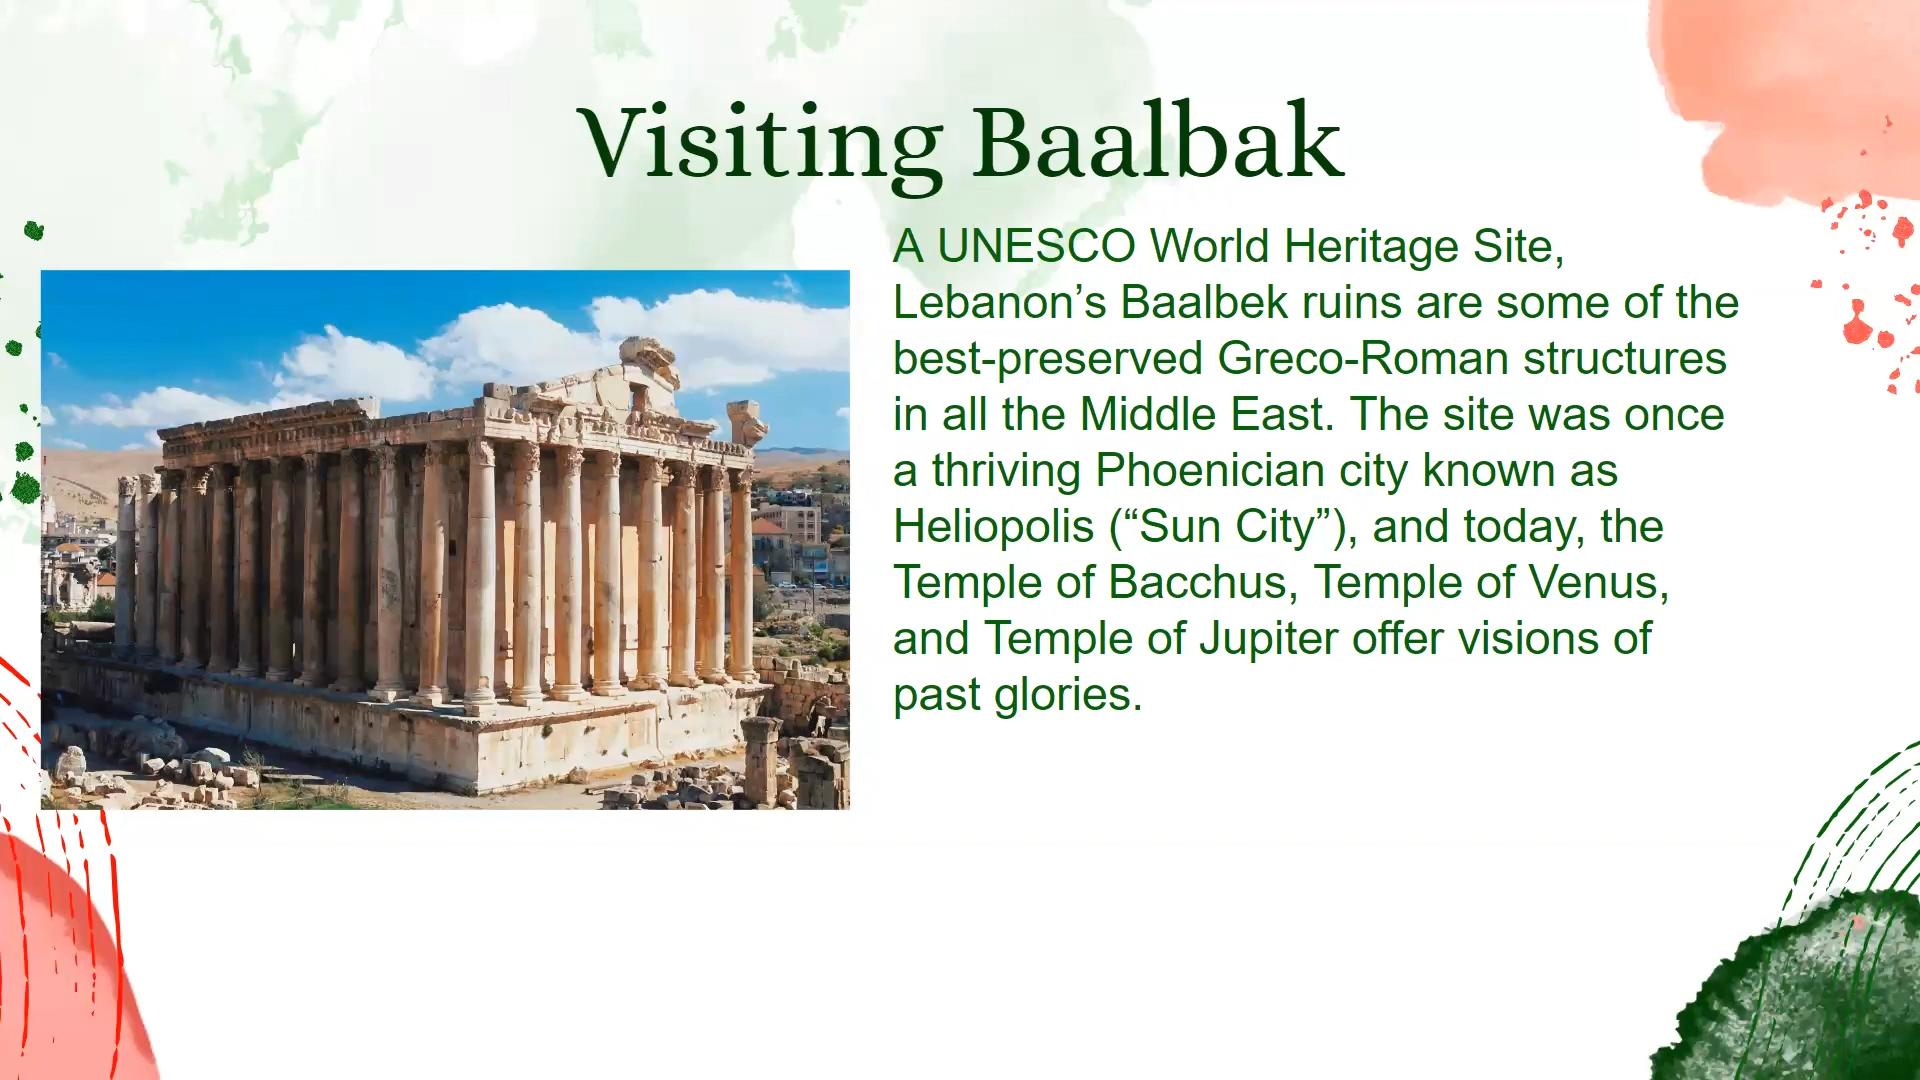 Visiting Baalbak
A UNESCO World Heritage Site,
Lebanon’s Baalbek ruins are some of the
best-preserved Greco-Roman structures
in all the Middle East. The site was once
a thriving Phoenician city known as
Heliopolis (“Sun City”), and today, the
Temple of Bacchus, Temple of Venus,
and Temple of Jupiter offer visions of
past glories.